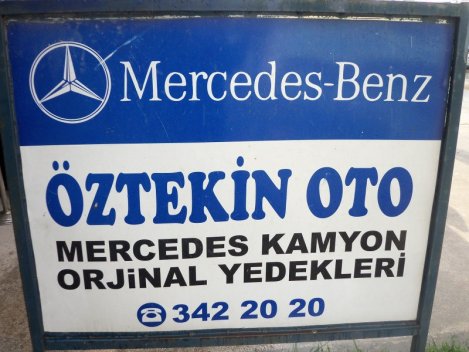 Mercedes-Benz
ÖZTEKİN OTO
MERCEDES KAMYON
ORJiNAL YEDEKLERİ
☎ 342 20 20